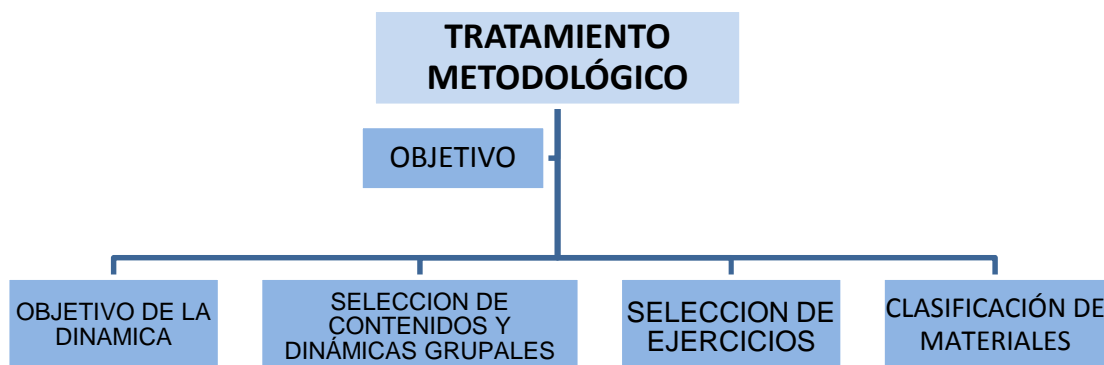 TRATAMIENTO
METODOLÓGICO
OBJETIVO
OBJETIVO DE LA
DINAMICA
SELECCION DE
CONTENIDOS Y
DINÁMICAS GRUPALES
SELECCION DE
EJERCICIOS
CLASIFICACIÓN DE
MATERIALES